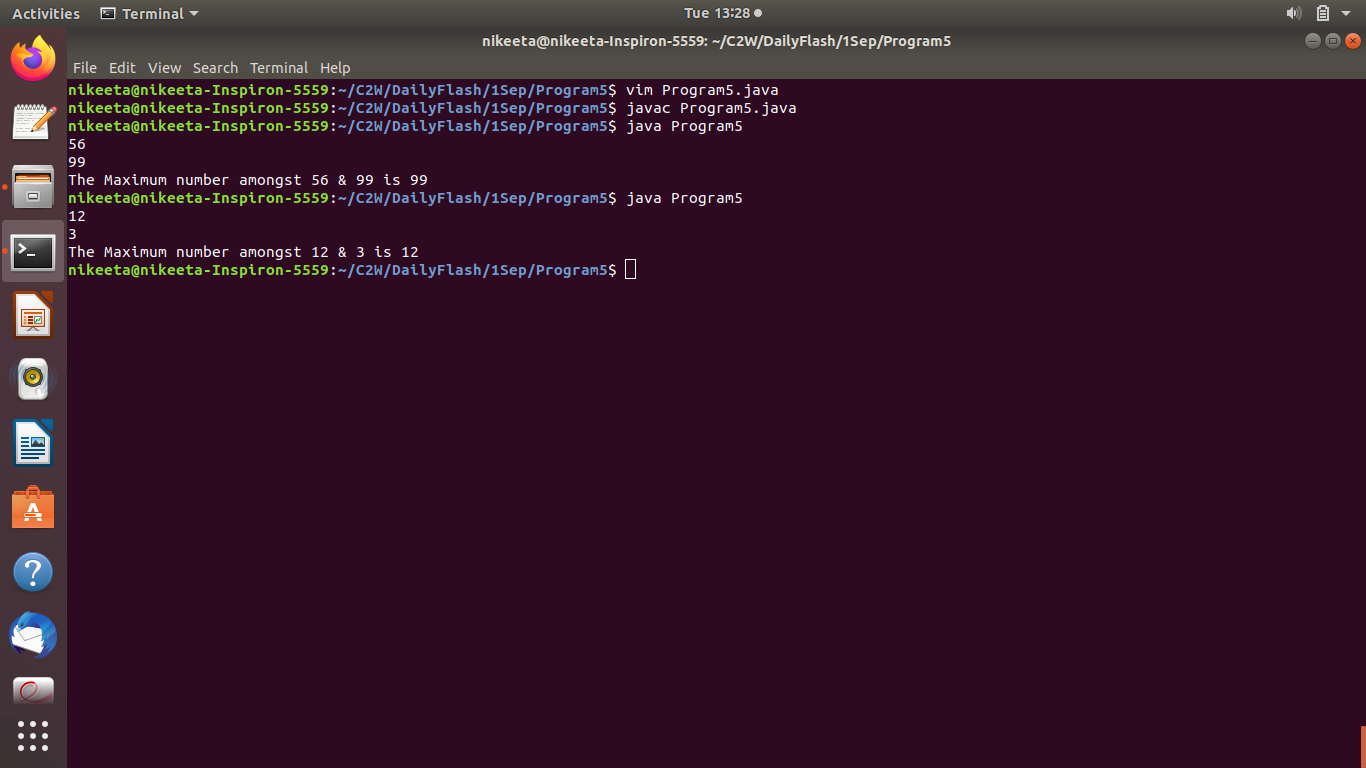 Activities Terminal Tue 13:28
nikeeta@nikeeta-Inspiron-5559: ~/C2W/DailyFlash/1Sep/Program5
File Edit View Search Terminal Help
nikeeta@nikeeta-Inspiron-5559:~/C2W/DailyFlash/1Sep/Program5$ vim Program5.java
nikeeta@nikeeta-Inspiron-5559:~/C2W/DailyFlash/1Sep/Program5$ javac Program5.java
nikeeta@nikeeta-Inspiron-5559:~/C2W/DailyFlash/1Sep/Program5$ java Program5
56
99
The Maximum number amongst 56 & 99 is 99
nikeeta@nikeeta-Inspiron-5559:~/C2W/DailyFlash/1Sep/Program5$ java Program5
12
3
The Maximum number amongst 12 & 3 is 12
nikeeta@nikeeta-Inspiron-5559:~/C2W/DailyFlash/1Sep/Program5$